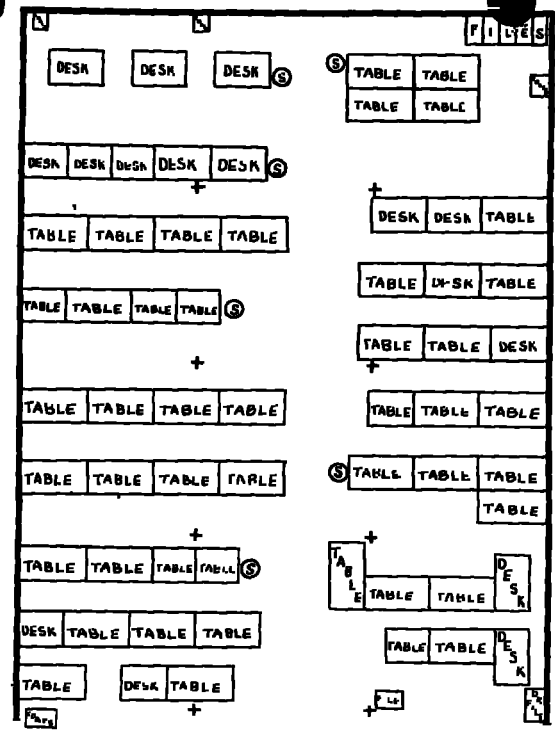 FILES
DESK DESK DESK S
S TABLE TABLE
TABLE TABLE
DESK DESK DESK DESK DESK S
DESK DESK TABLE
TABLE TABLE TABLE TABLE
TABLE DESK TABLE
TABLE TABLE TABLE TABLE S
TABLE TABLE DESK
TABLE TABLE TABLE TABLE
TABLE TABLE TABLE
TABLE TABLE TABLE TABLE
S TABLE TABLE TABLE
TABLE
TABLE TABLE TABLE TABLE S
TABLE TABLE TABLE DESK
DESK TABLE TABLE TABLE
TABLE TABLE DESK
TABLE DESK TABLE